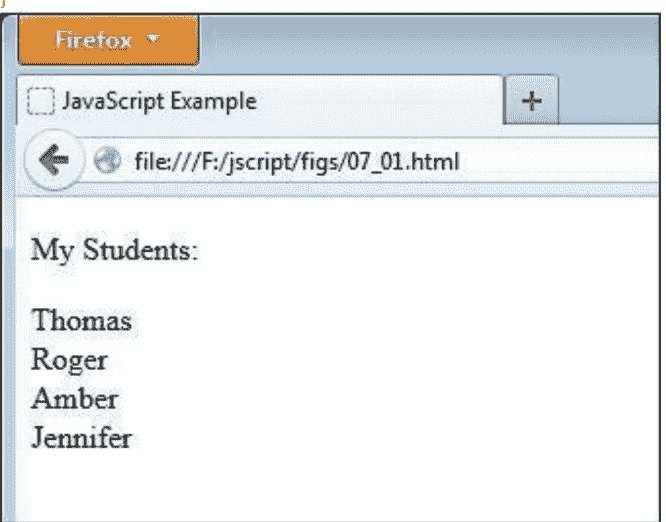 Firefox
JavaScript Example
file:///F:/jscript/figs/07_01.html
My Students:
Thomas
Roger
Amber
Jennifer